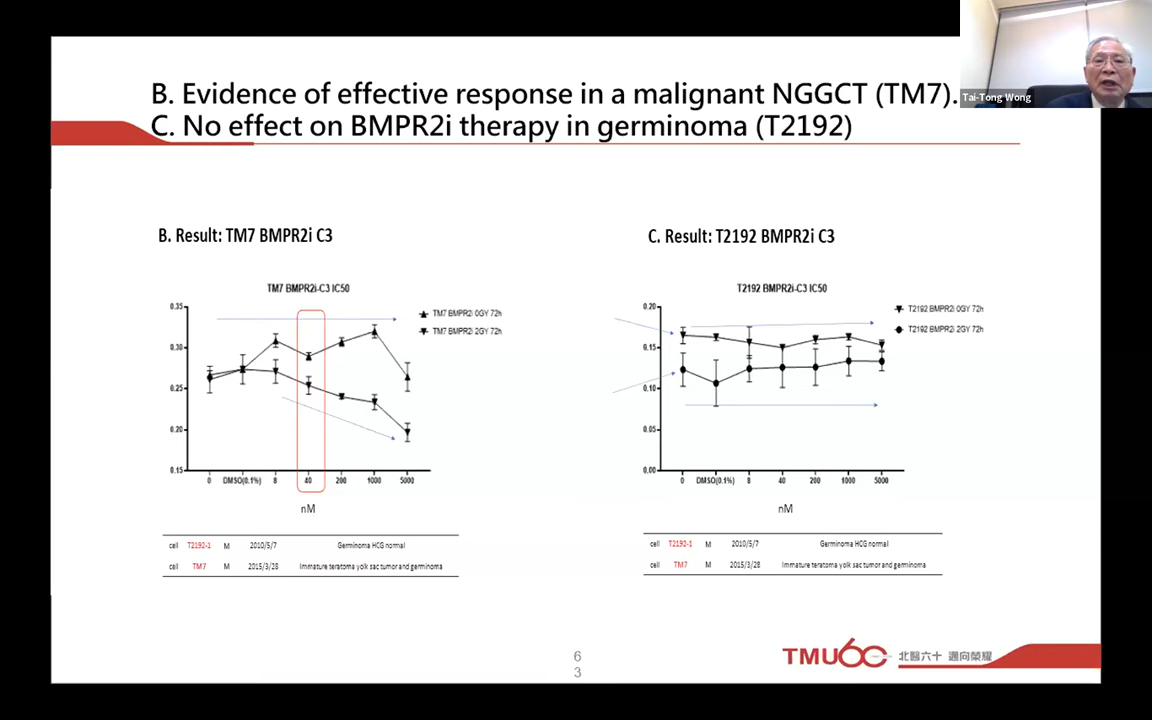 B. Evidence of effective response in a malignant NGGCT (TM7).
C. No effect on BMPR2i therapy in germinoma (T2192)
Tai-Tong Wong
B. Result: TM7 BMPR2i C3
TM7 BMPR2i-C3 IC50
0.35
0.30
0.25
0.20
0.15
TM7 BMPR2i 0GY 72h
TM7 BMPR2i 2GY 72h
0 DMSO(0.1%) 8 40 200 1000 5000
nM
cell T2192-1 M 2010/5/7 Germinoma HCG normal
cell TM7 M 2015/3/28 Immature teratoma yolk sac tumor and germinoma
C. Result: T2192 BMPR2i C3
T2192 BMPR2i-C3 IC50
0.20
0.15
0.10
0.05
0.00
T2192 BMPR2i 0GY 72h
T2192 BMPR2i 2GY 72h
0 DMSO(0.1%) 8 40 200 1000 5000
nM
cell T2192-1 M 2010/5/7 Germinoma HCG normal
cell TM7 M 2015/3/28 Immature teratoma yolk sac tumor and germinoma
6
3
TMU60 北醫六十 邁向榮耀